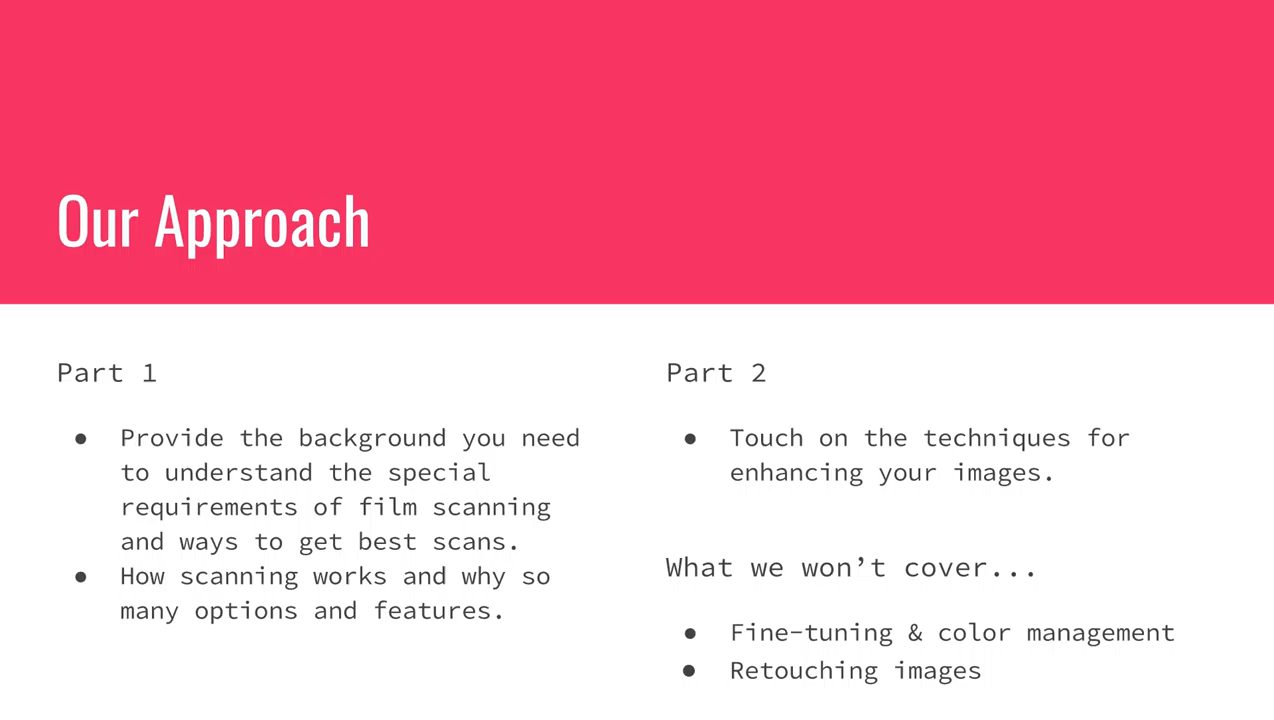 Our Approach
Part 1
● Provide the background you need
to understand the special
requirements of film scanning
and ways to get best scans.
● How scanning works and why so
many options and features.
Part 2
● Touch on the techniques for
enhancing your images.
What we won’t cover...
● Fine-tuning & color management
● Retouching images